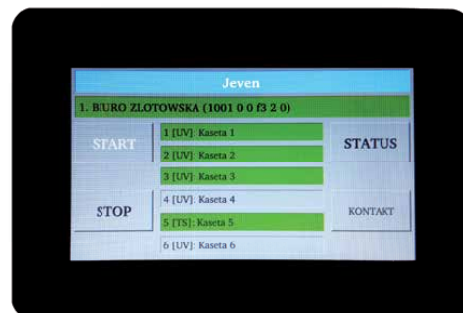 Jeven
1. BIURO ZLOTOWSKA (1001 0 0 f3 2 0)
START
1 [UV]: Kaseta 1
2 [UV]: Kaseta 2
3 [UV]: Kaseta 3
4 [UV]: Kaseta 4
5 [TS]: Kaseta 5
6 [UV]: Kaseta 6
STATUS
STOP
KONTAKT